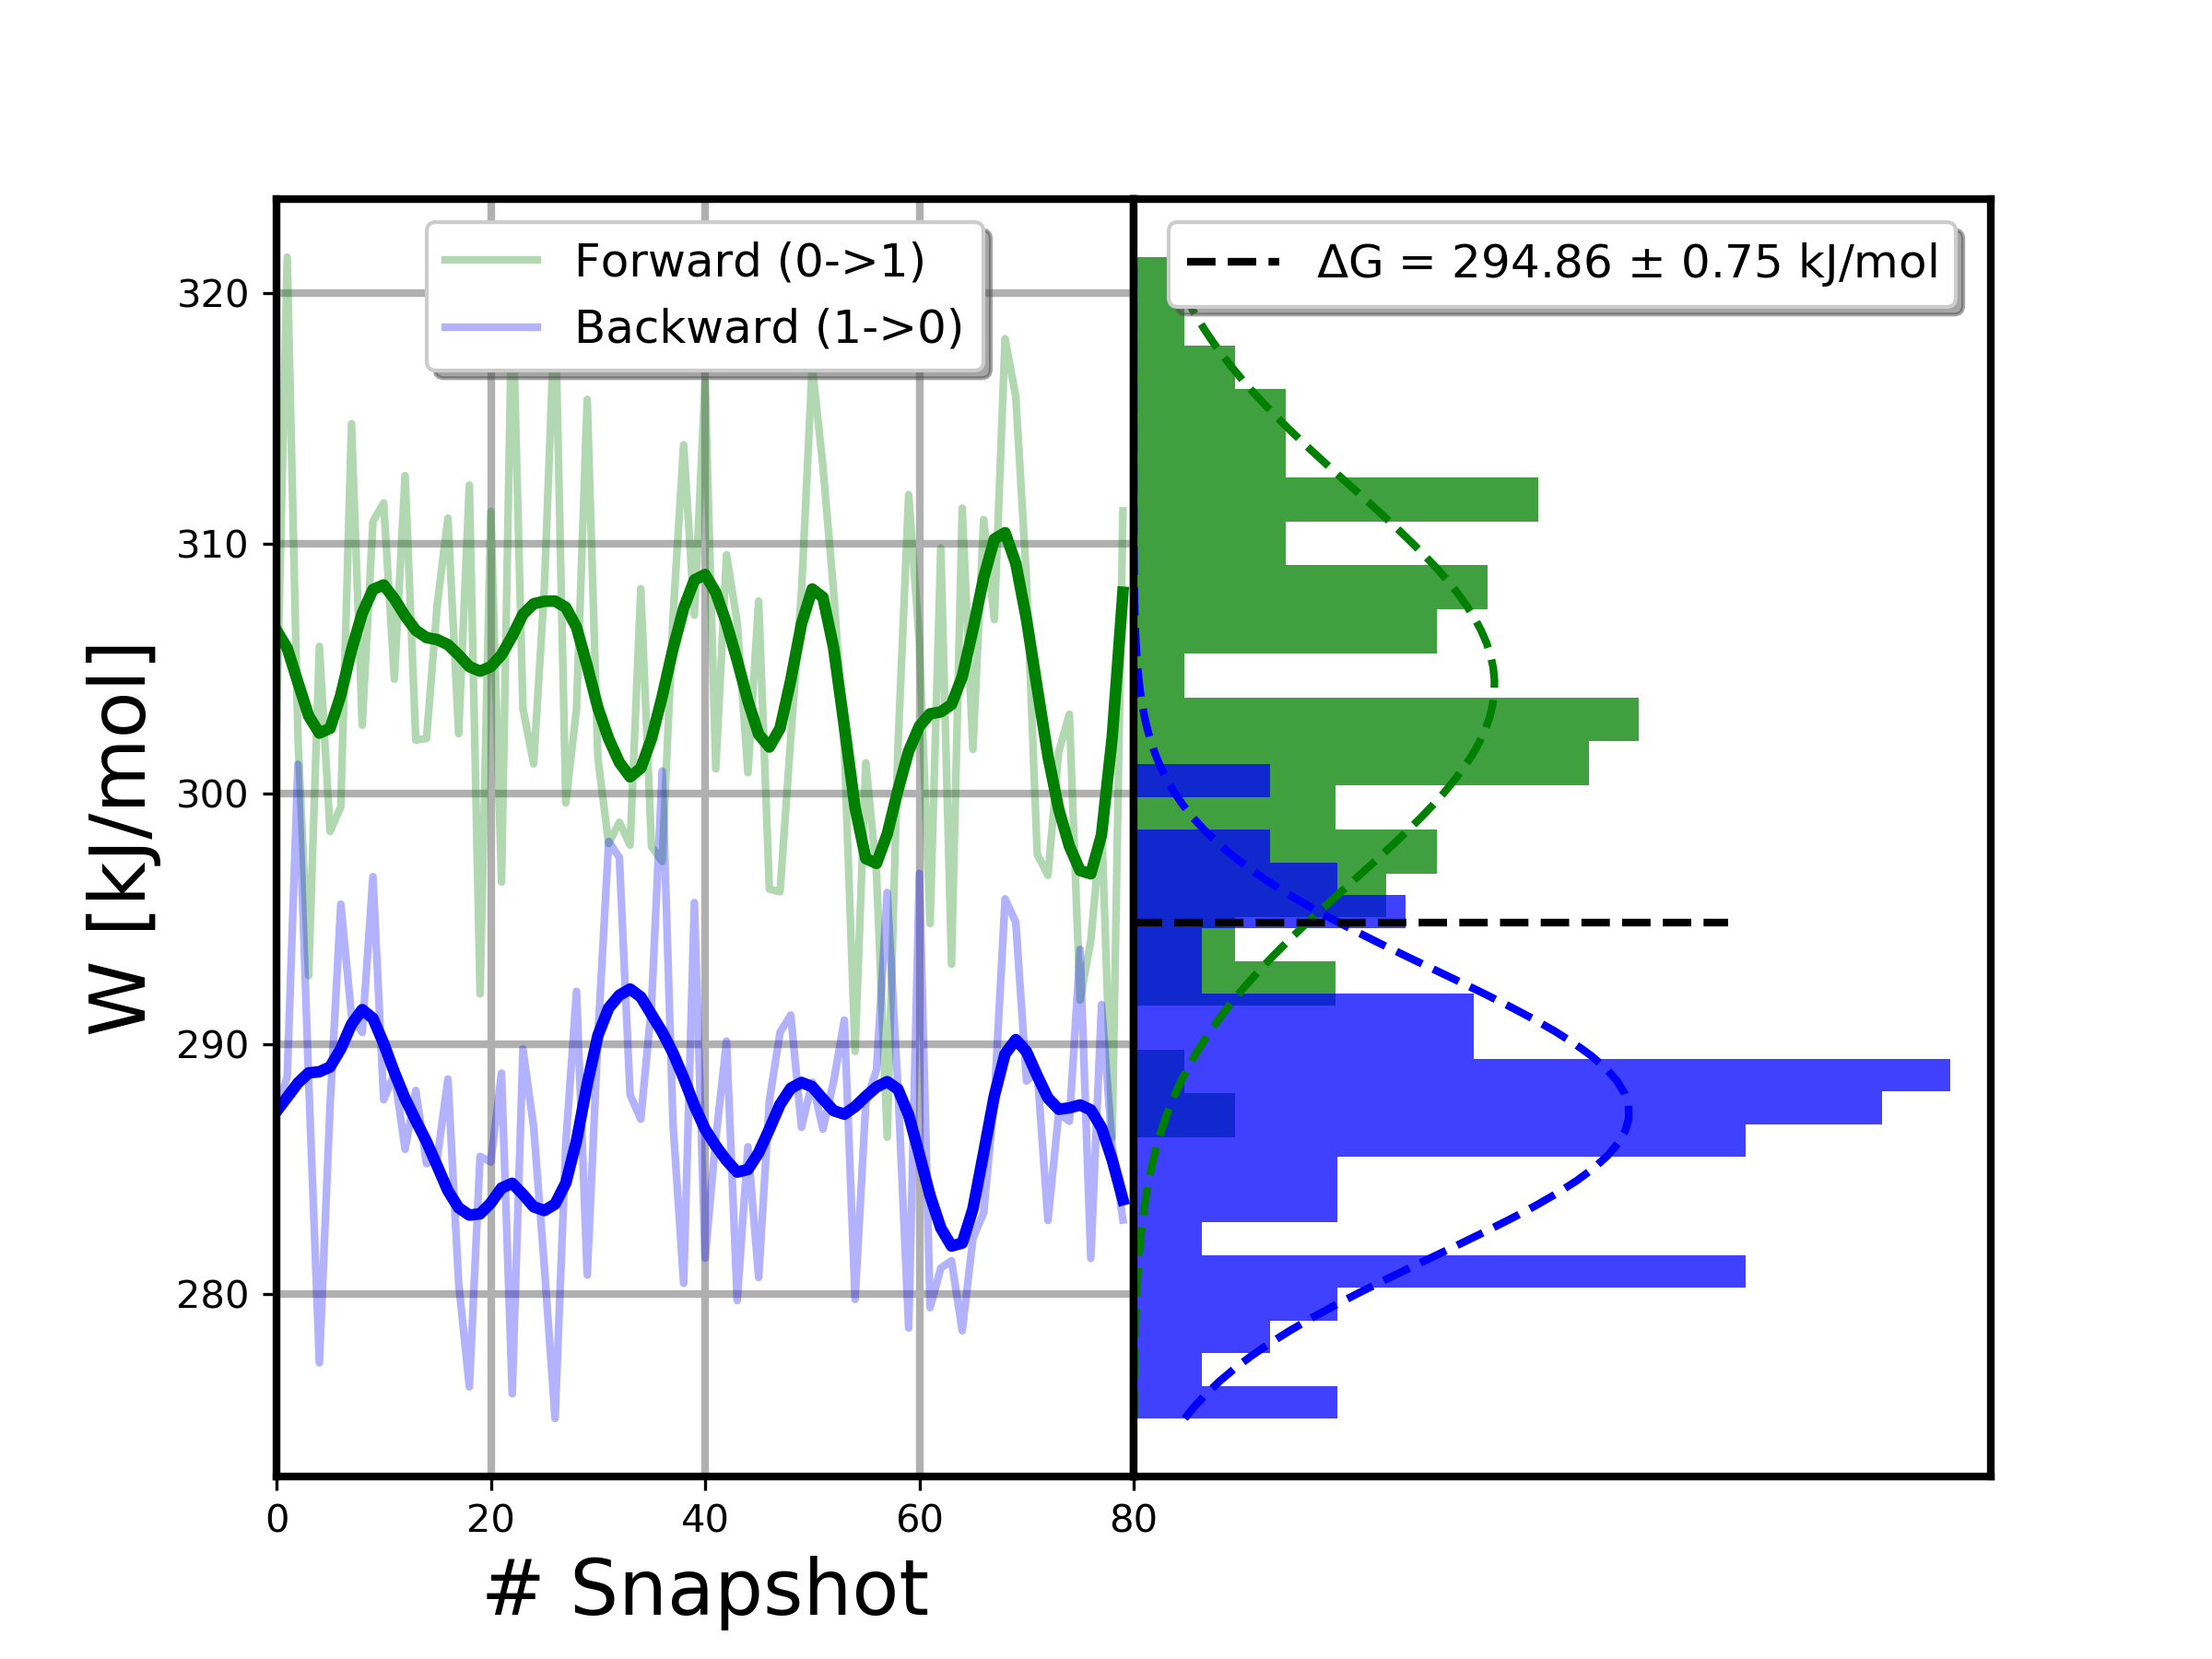 Forward (0->1)
Backward (1->0)
ΔG = 294.86 ± 0.75 kJ/mol
W [kJ/mol]
320
310
300
290
280
0 20 40 60 80
# Snapshot